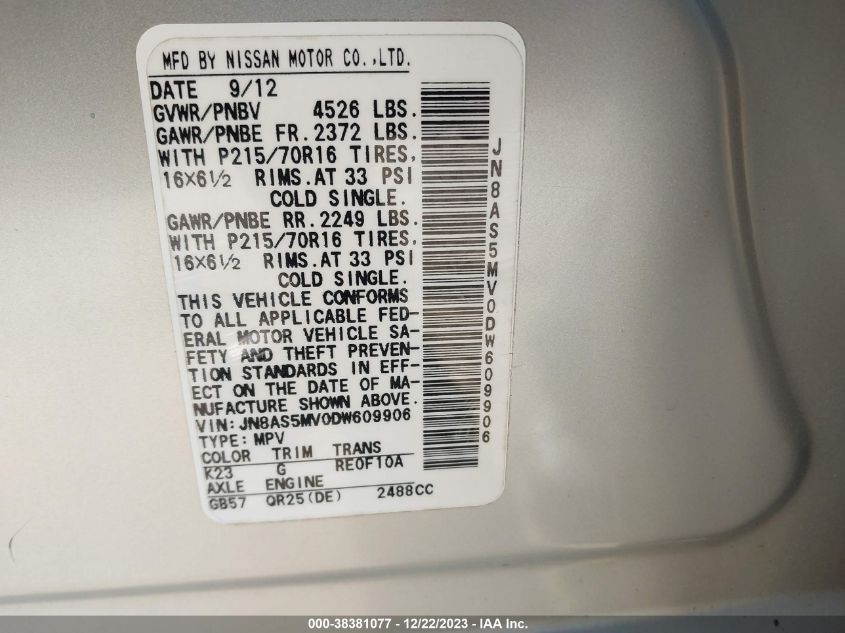 MFD BY NISSAN MOTOR CO.,LTD.
DATE 9/12
GVWR/PNBV 4526 LBS.
GAWR/PNBE FR.2372 LBS.
WITH P215/70R16 TIRES,
16X6½ RIMS.AT 33 PSI
COLD SINGLE.
GAWR/PNBE RR.2249 LBS.
WITH P215/70R16 TIRES,
16X6½ RIMS.AT 33 PSI
COLD SINGLE.
THIS VEHICLE CONFORMS
TO ALL APPLICABLE FED-
ERAL MOTOR VEHICLE SA-
FETY AND THEFT PREVEN-
TION STANDARDS IN EFF-
ECT ON THE DATE OF MA-
NUFACTURE SHOWN ABOVE.
VIN: JN8AS5MV0DW609906
TYPE: MPV
COLOR TRIM TRANS
K23 G RE0F10A
AXLE ENGINE
GB57 QR25(DE) 2488CC
JN8AS5MV0DW609906
000-38381077 - 12/22/2023 - IAA Inc.